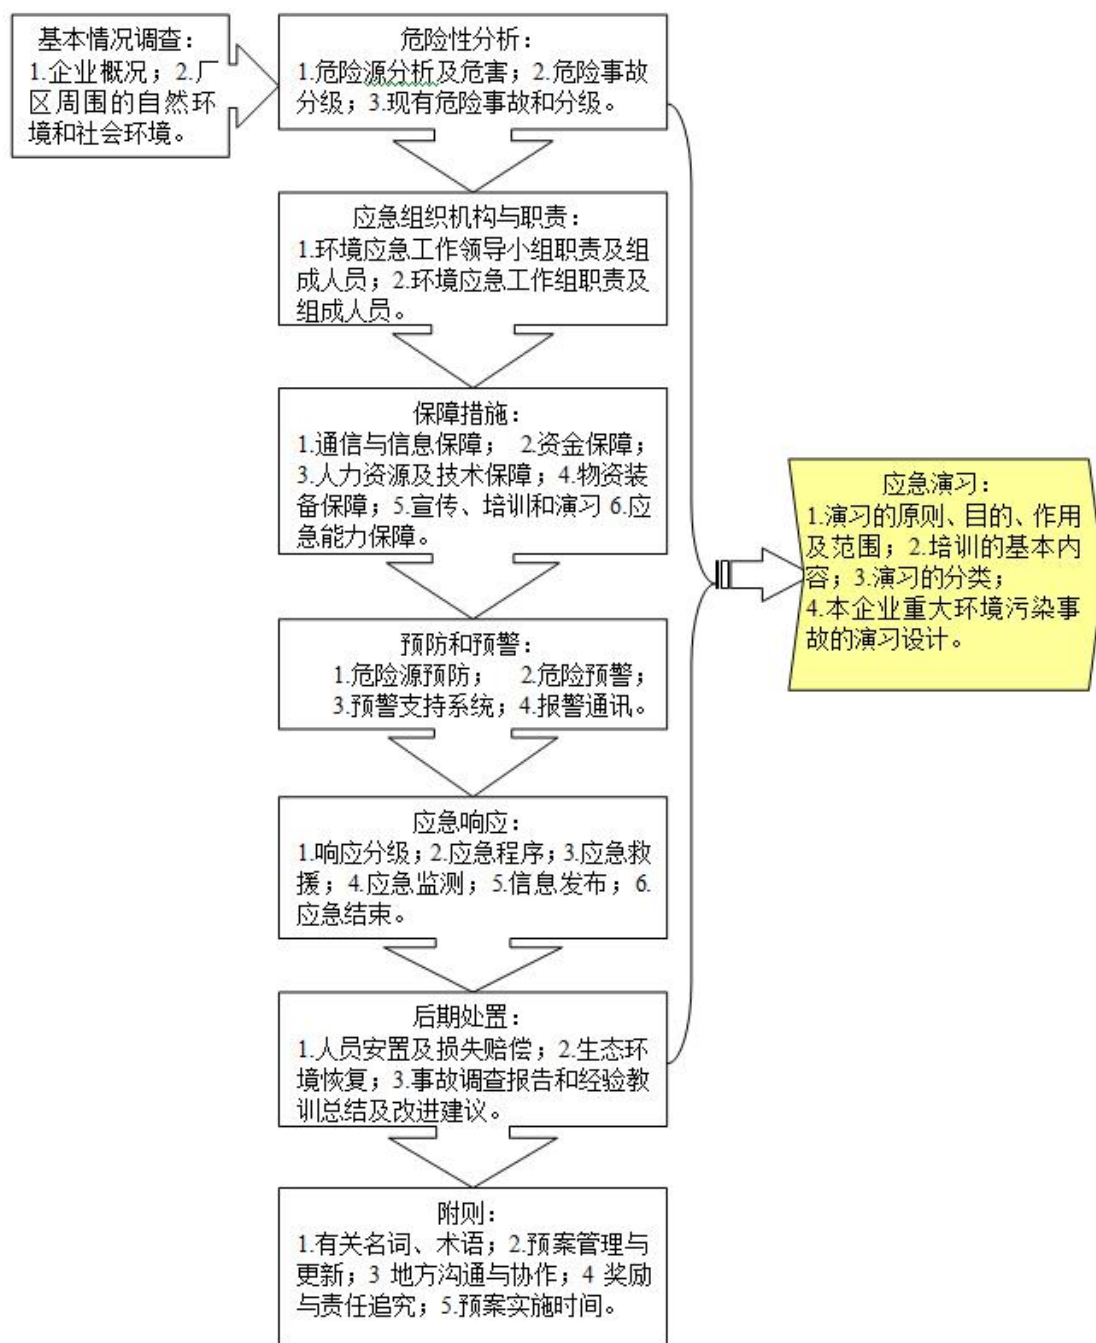 基本情况调查：
1.企业概况；2.厂
区周围的自然环
境和社会环境。
危险性分析：
1.危险源分析及危害；2.危险事故
分级；3.现有危险事故和分级。
应急组织机构与职责：
1.环境应急工作领导小组职责及组
成人员；2.环境应急工作组职责及
组成人员。
保障措施：
1.通信与信息保障； 2.资金保障；
3.人力资源及技术保障；4.物资装
备保障；5.宣传、培训和演习 6.应
急能力保障。
预防和预警：
1.危险源预防； 2.危险预警；
3.预警支持系统；4.报警通讯。
应急响应：
1.响应分级；2.应急程序；3.应急救
援；4.应急监测；5.信息发布；6.
应急结束。
后期处置：
1.人员安置及损失赔偿；2.生态环
境恢复；3.事故调查报告和经验教
训总结及改进建议。
附则：
1.有关名词、术语；2.预案管理与
更新；3 地方沟通与协作；4 奖励
与责任追究；5.预案实施时间。
应急演习：
1.演习的原则、目的、作用
及范围；2.培训的基本内
容；3.演习的分类；
4.本企业重大环境污染事
故的演习设计。